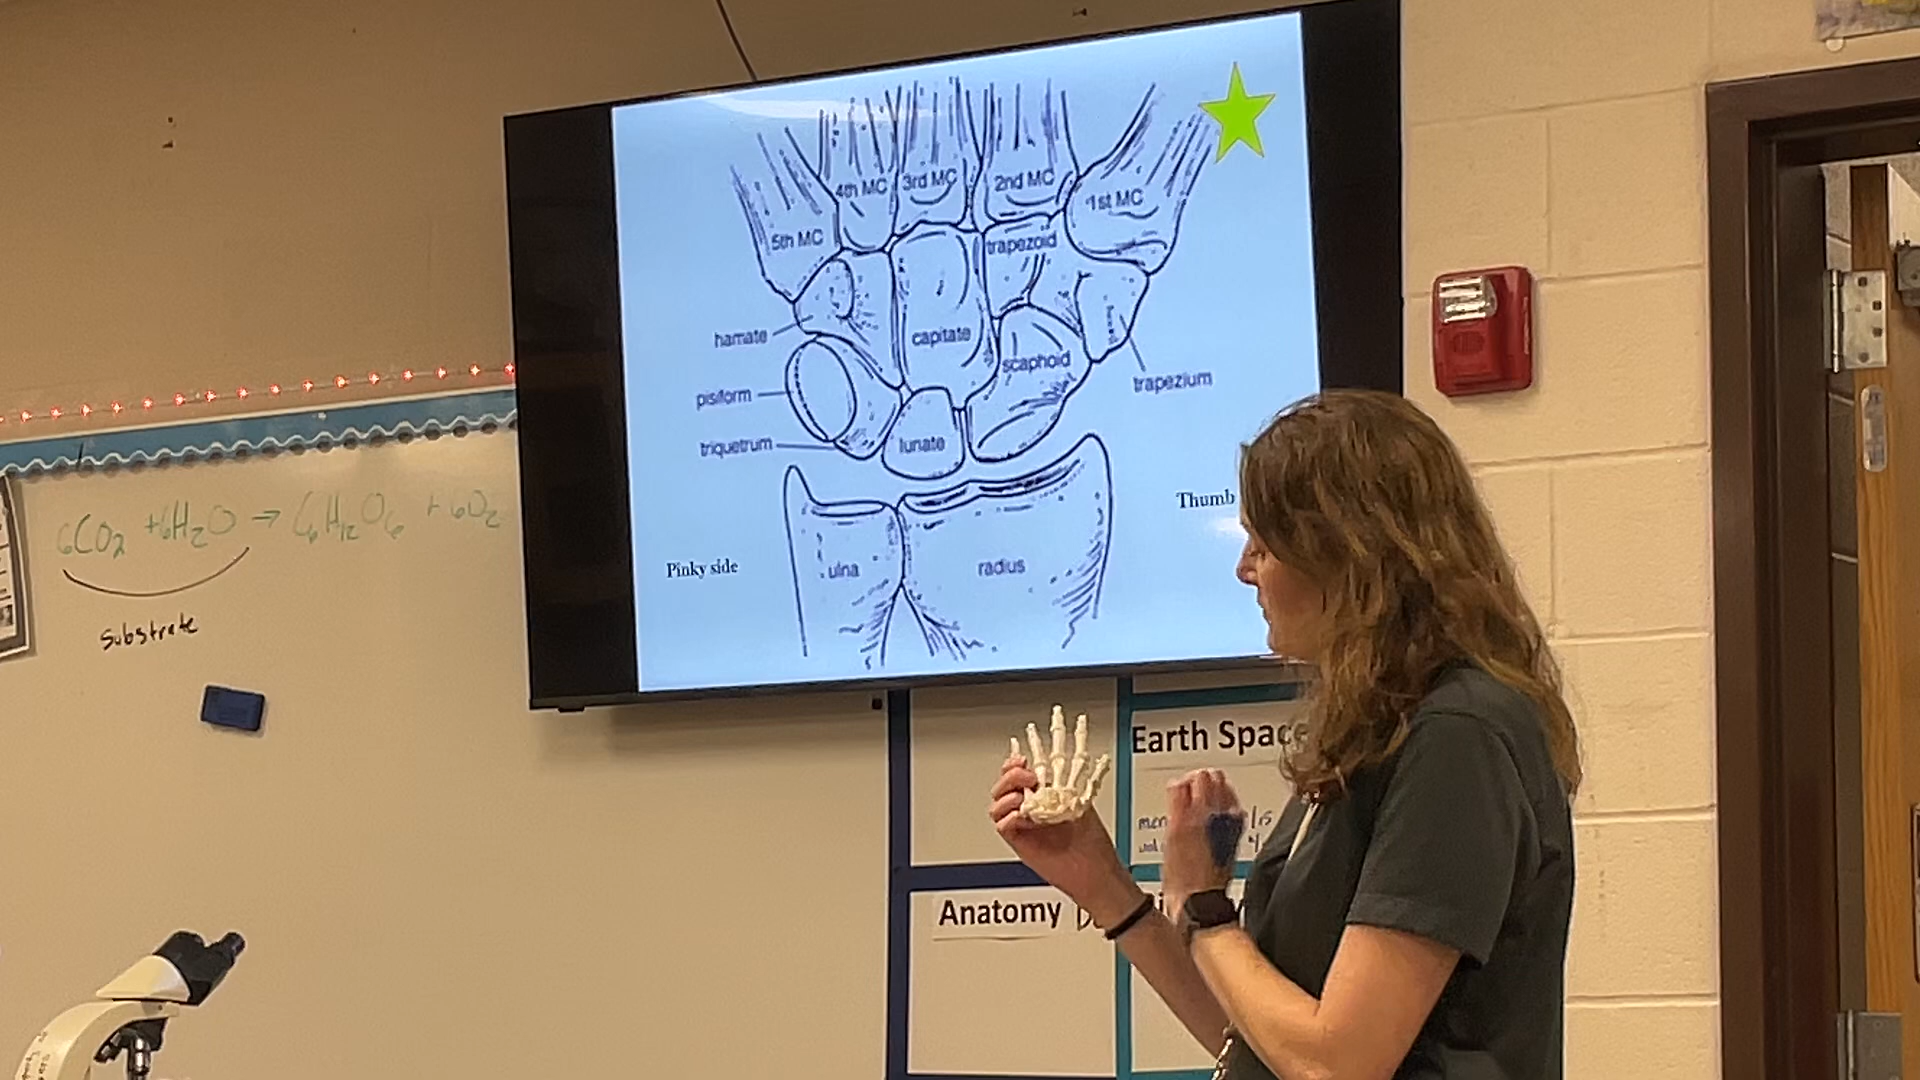 4th MC
3rd MC
2nd MC
1st MC
5th MC
trapezoid
hamate
capitate
scaphoid
trapezium
pisiform
triquetrum
lunate
Thumb
Pinky side
ulna
radius
6CO2 + 6H2O → C6H12O6 + 6O2
Substrate
Earth Space
Anatomy